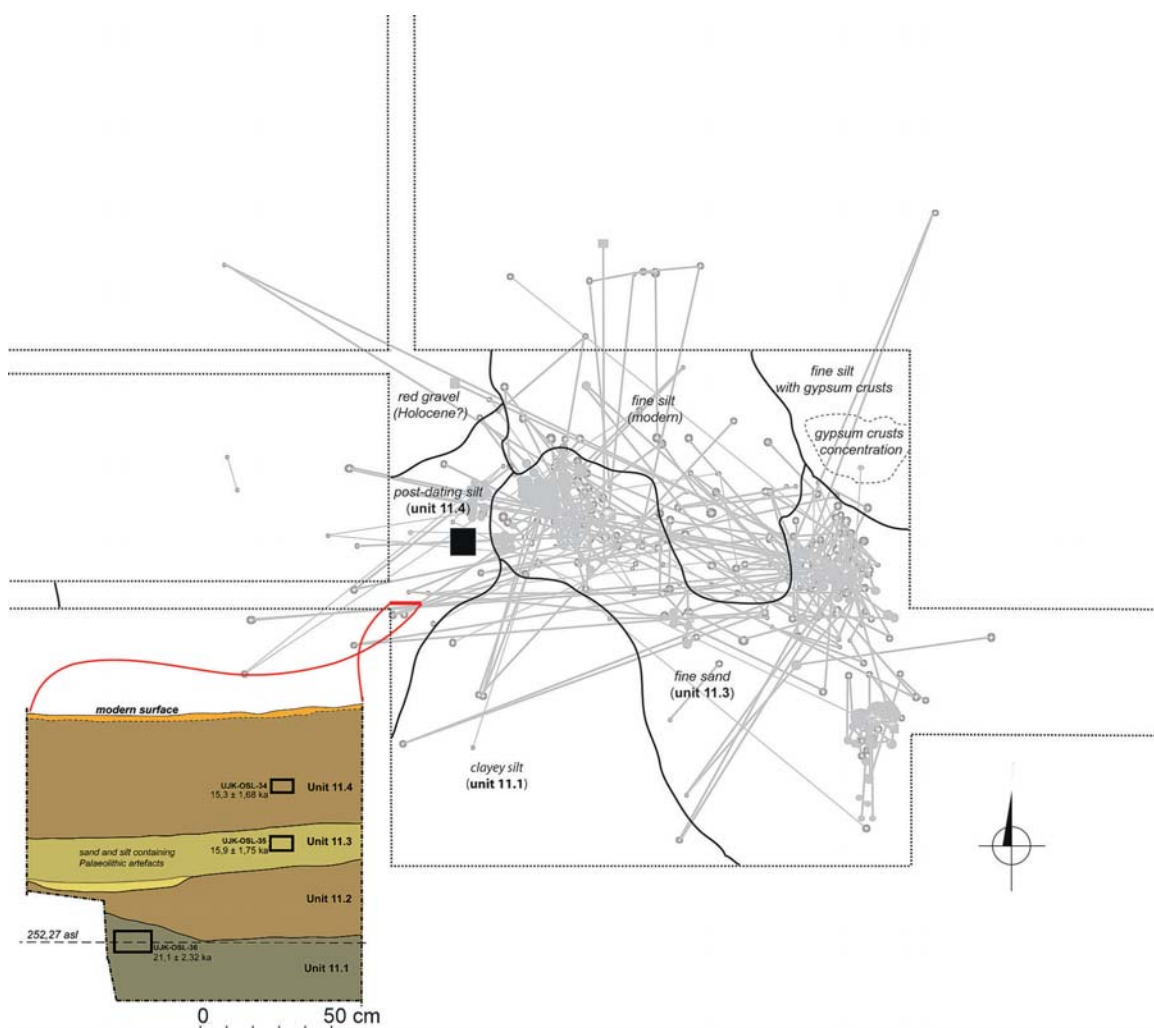 red gravel
(Holocene?)
fine silt
(modern)
fine silt
with gypsum crusts
gypsum crusts
concentration
post-dating silt
(unit 11.4)
fine sand
(unit 11.3)
clayey silt
(unit 11.1)
modern surface
UJK-OSL-34
15,3 ± 1,68 ka
Unit 11.4
UJK-OSL-35
15,9 ± 1,75 ka
Unit 11.3
sand and silt containing
Palaeolithic artefacts
Unit 11.2
252,27 asl
UJK-OSL-36
21,1 ± 2,32 ka
Unit 11.1
0 50 cm